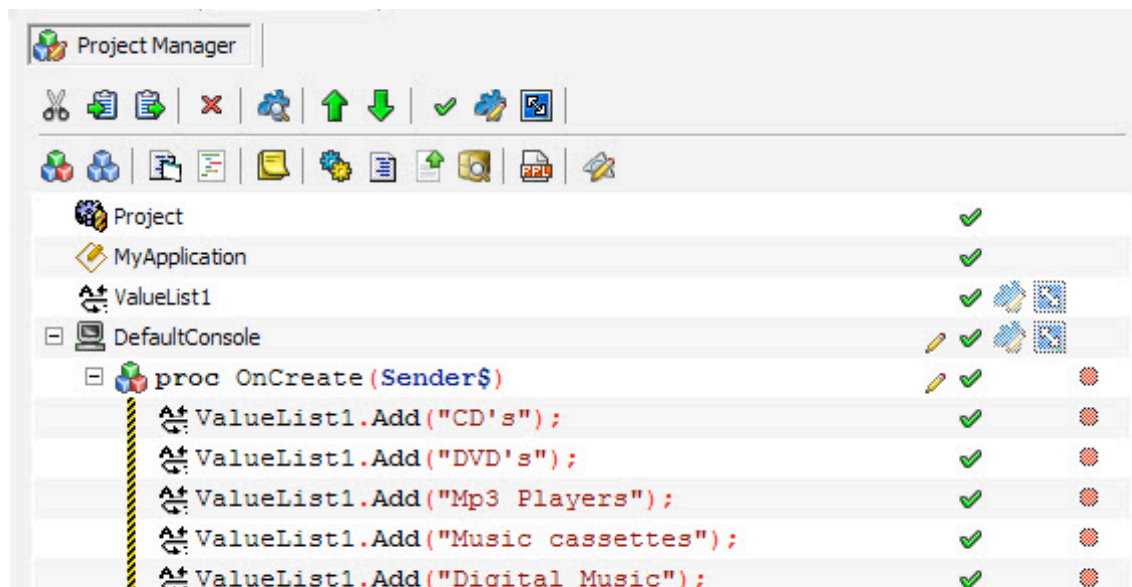 Project Manager
PPL
Project
MyApplication
ValueList1
DefaultConsole
proc OnCreate(Sender$)
ValueList1.Add("CD's");
ValueList1.Add("DVD's");
ValueList1.Add("Mp3 Players");
ValueList1.Add("Music cassettes");
ValueList1.Add("Digital Music");